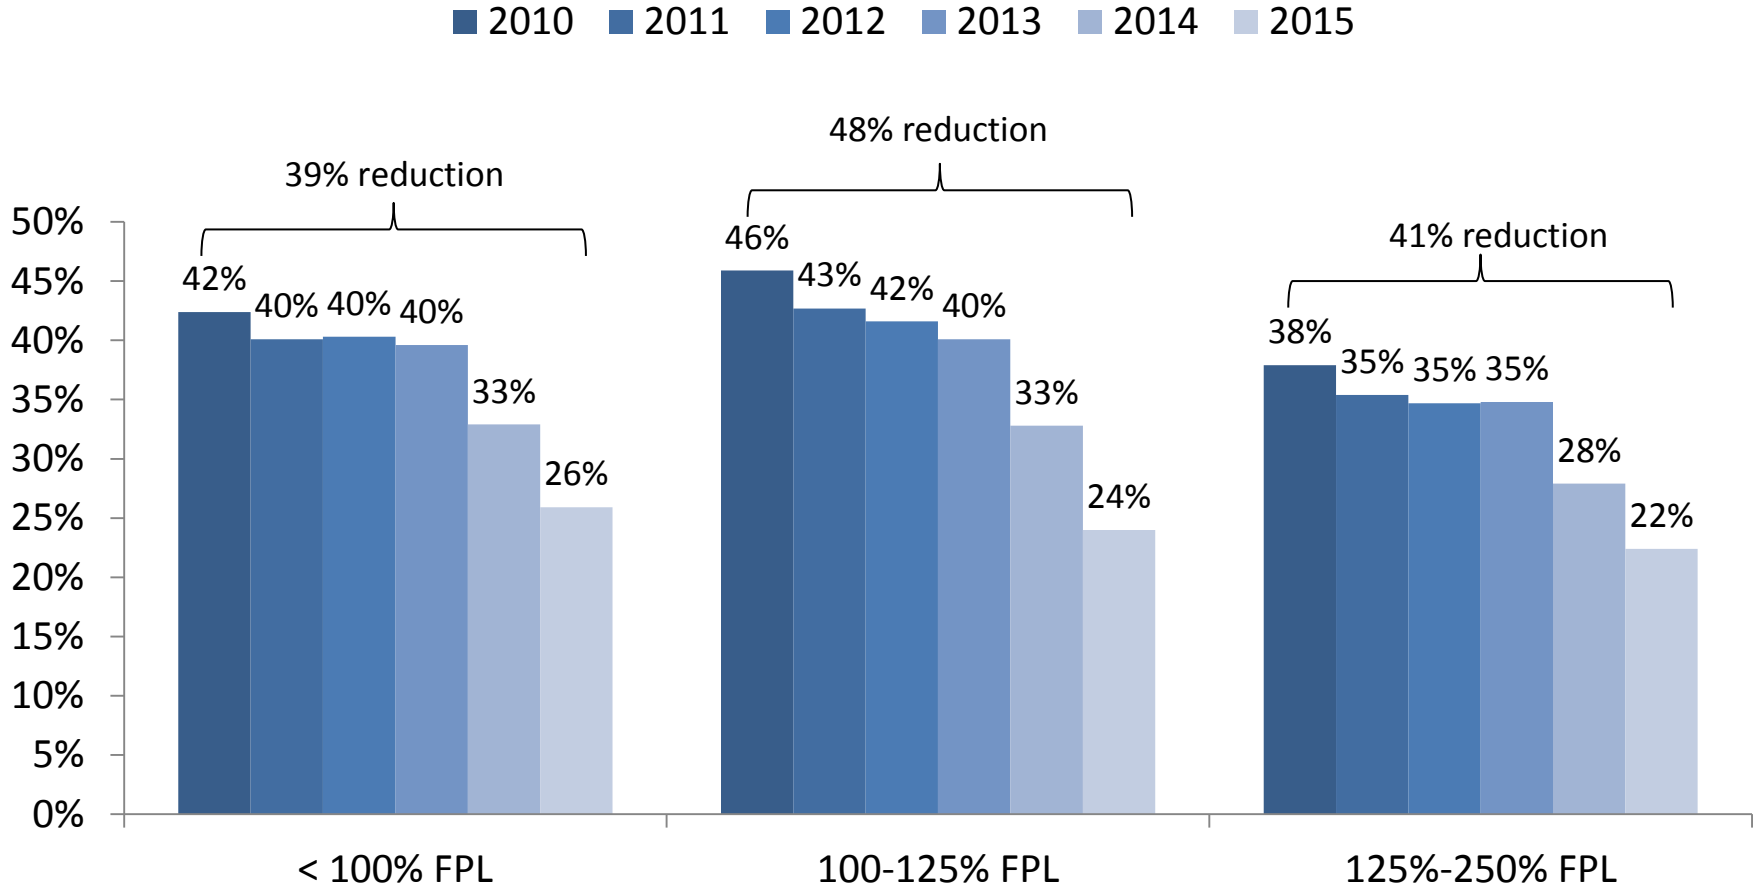 2010 2011 2012 2013 2014 2015
48% reduction
39% reduction
41% reduction
50%
45%
40%
35%
30%
25%
20%
15%
10%
5%
0%
42% 40% 40% 40% 33% 26%
46% 43% 42% 40% 33% 24%
38% 35% 35% 35% 28% 22%
< 100% FPL 100-125% FPL 125%-250% FPL